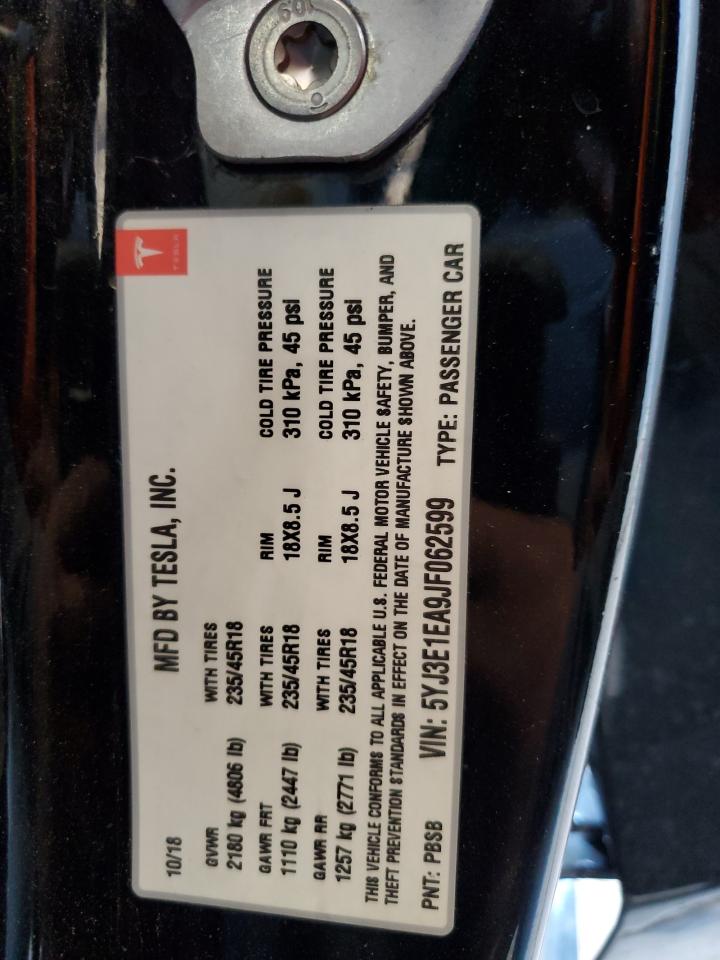 TESLA
MFD BY TESLA, INC.
10/18
GVWR WITH TIRES
2180 kg (4806 lb) 235/45R18
GAWR FRT WITH TIRES RIM COLD TIRE PRESSURE
1110 kg (2447 lb) 235/45R18 18X8.5 J 310 kPa, 45 psi
GAWR RR WITH TIRES RIM COLD TIRE PRESSURE
1257 kg (2771 lb) 235/45R18 18X8.5 J 310 kPa, 45 psi
THIS VEHICLE CONFORMS TO ALL APPLICABLE U.S. FEDERAL MOTOR VEHICLE SAFETY, BUMPER, AND
THEFT PREVENTION STANDARDS IN EFFECT ON THE DATE OF MANUFACTURE SHOWN ABOVE.
PNT: PBSB VIN: 5YJ3E1EA9JF062599 TYPE: PASSENGER CAR